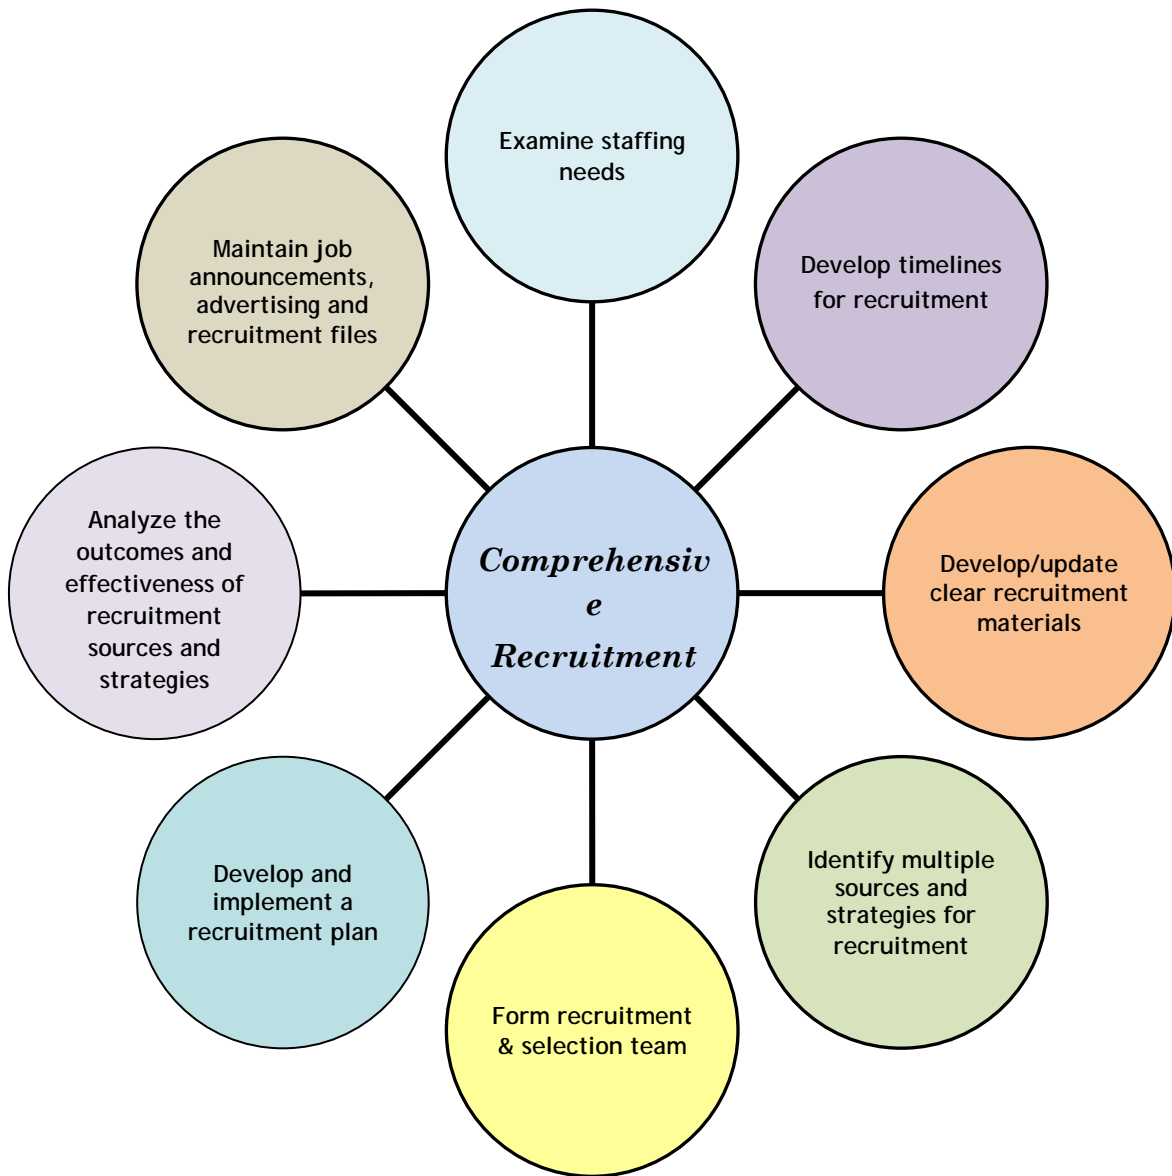 Examine staffing
needs
Develop timelines
for recruitment
Develop/update
clear recruitment
materials
Identify multiple
sources and
strategies for
recruitment
Form recruitment
& selection team
Develop and
implement a
recruitment plan
Analyze the
outcomes and
effectiveness of
recruitment
sources and
strategies
Maintain job
announcements,
advertising and
recruitment files
Comprehensiv
e
Recruitment